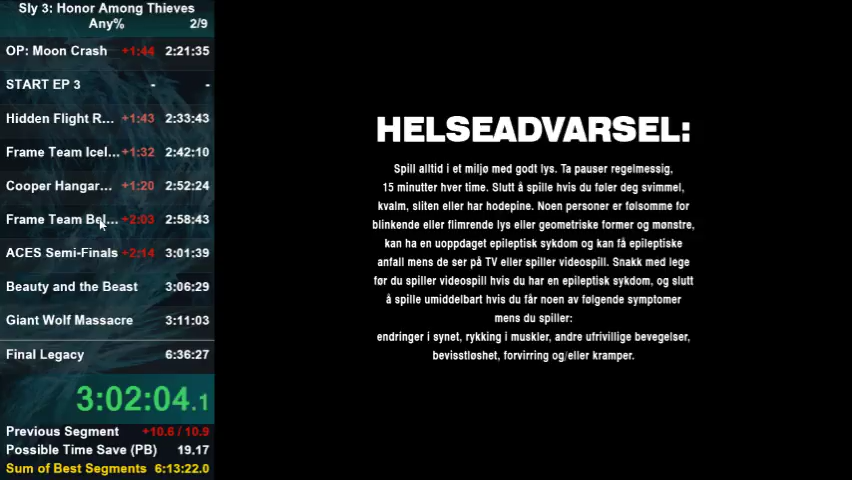 Sly 3: Honor Among Thieves
Any% 2/9
OP: Moon Crash +1:44 2:21:35
START EP 3 - -
Hidden Flight R... +1:43 2:33:43
Frame Team Icel... +1:32 2:42:10
Cooper Hangar... +1:20 2:52:24
Frame Team Bel... +2:03 2:58:43
ACES Semi-Finals +2:14 3:01:39
Beauty and the Beast 3:06:29
Giant Wolf Massacre 3:11:03
Final Legacy 6:36:27
3:02:04.1
Previous Segment +10.6 / 10.9
Possible Time Save (PB) 19.17
Sum of Best Segments 6:13:22.0
HELSEADVARSEL:
Spill alltid i et miljø med godt lys. Ta pauser regelmessig,
15 minutter hver time. Slutt å spille hvis du føler deg svimmel,
kvalm, sliten eller har hodepine. Noen personer er følsomme for
blinkende eller flimrende lys eller geometriske former og mønstre,
kan ha en uoppdaget epileptisk sykdom og kan få epileptiske
anfall mens de ser på TV eller spiller videospill. Snakk med lege
før du spiller videospill hvis du har en epileptisk sykdom, og slutt
å spille umiddelbart hvis du får noen av følgende symptomer
mens du spiller:
endringer i synet, rykking i muskler, andre ufrivillige bevegelser,
bevisstløshet, forvirring og/eller kramper.